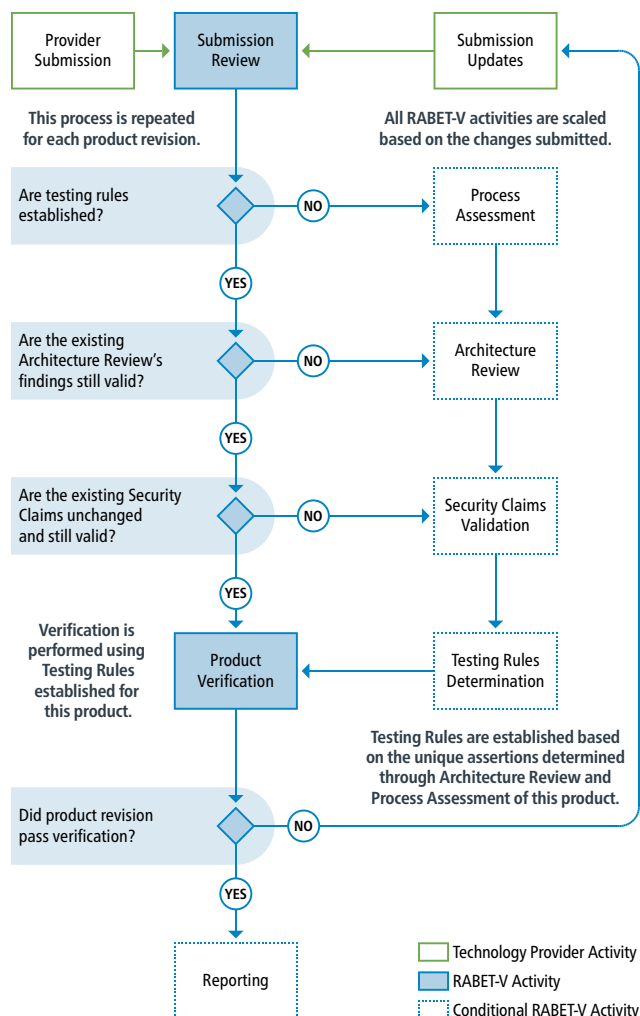 Provider
Submission
Submission
Review
Submission
Updates
This process is repeated
for each product revision.
All RABET-V activities are scaled
based on the changes submitted.
Are testing rules
established?
NO
Process
Assessment
YES
Are the existing
Architecture Review’s
findings still valid?
NO
Architecture
Review
YES
Are the existing Security
Claims unchanged
and still valid?
NO
Security Claims
Validation
YES
Verification is
performed using
Testing Rules
established for
this product.
Product
Verification
Testing Rules
Determination
Testing Rules are established based
on the unique assertions determined
through Architecture Review and
Process Assessment of this product.
Did product revision
pass verification?
NO
YES
Reporting
Technology Provider Activity
RABET-V Activity
Conditional RABET-V Activity